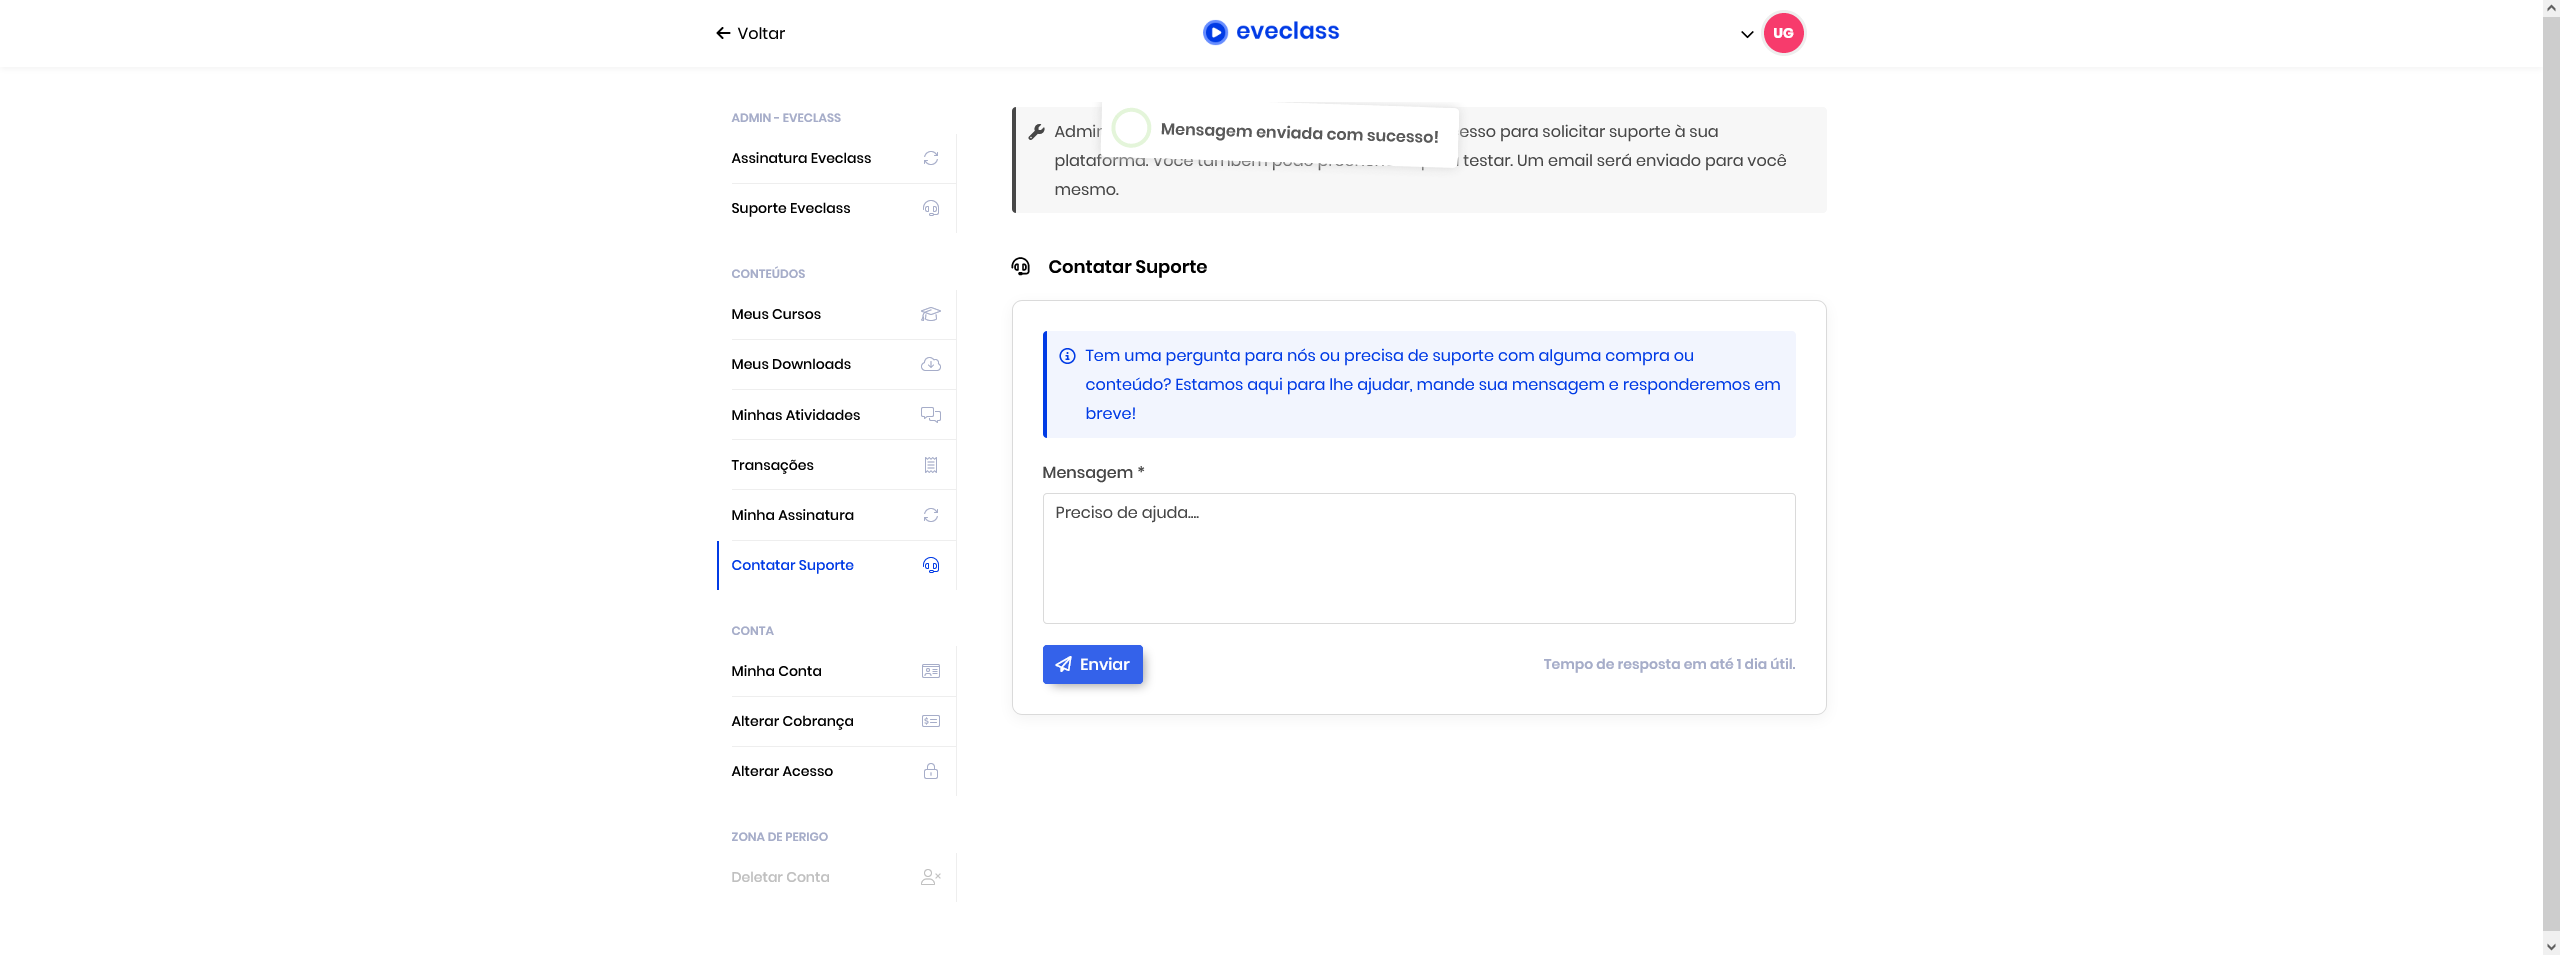 Voltar
eveclass
UG
ADMIN - EVECLASS
Assinatura Eveclass
Suporte Eveclass
CONTEÚDOS
Meus Cursos
Meus Downloads
Minhas Atividades
Transações
Minha Assinatura
Contatar Suporte
CONTA
Minha Conta
Alterar Cobrança
Alterar Acesso
ZONA DE PERIGO
Deletar Conta
Mensagem enviada com sucesso!
para solicitar suporte à sua
plataforma. Você também pode testar. Um email será enviado para você
mesmo.
Contatar Suporte
Tem uma pergunta para nós ou precisa de suporte com alguma compra ou
conteúdo? Estamos aqui para lhe ajudar, mande sua mensagem e responderemos em
breve!
Mensagem *
Preciso de ajuda....
Enviar
Tempo de resposta em até 1 dia útil.